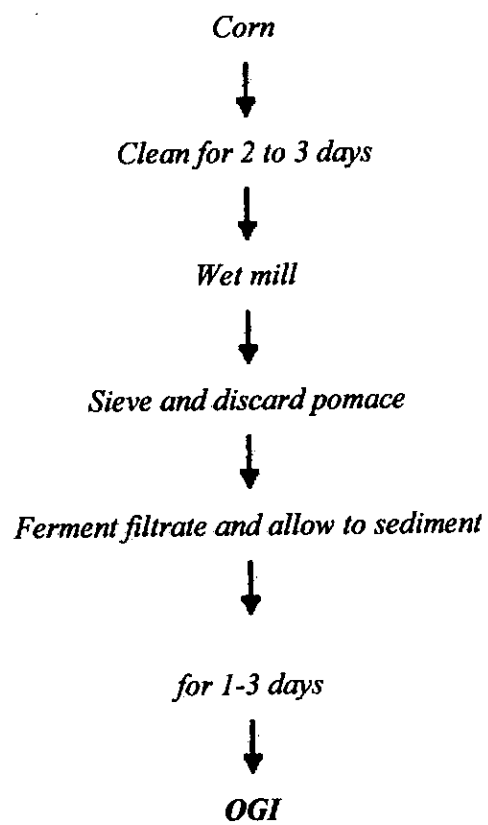 Corn
Clean for 2 to 3 days
Wet mill
Sieve and discard pomace
Ferment filtrate and allow to sediment
for 1-3 days
OGI